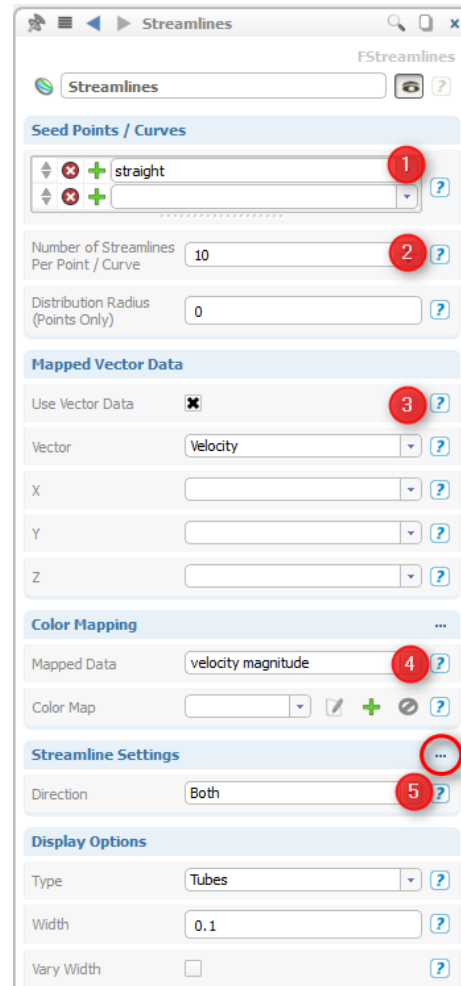 Streamlines
FStreamlines
Streamlines
?
Seed Points / Curves
straight
1
?
Number of Streamlines
Per Point / Curve
10
2
?
Distribution Radius
(Points Only)
0
?
Mapped Vector Data
Use Vector Data
3
?
Vector
Velocity
?
X
?
Y
?
Z
?
Color Mapping
...
Mapped Data
velocity magnitude
4
?
Color Map
?
Streamline Settings
...
Direction
Both
5
?
Display Options
Type
Tubes
?
Width
0.1
?
Vary Width
?